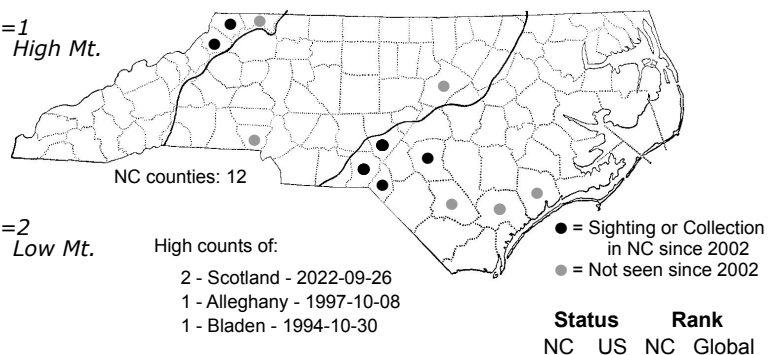 =1
High Mt.
NC counties: 12
=2
Low Mt.
High counts of:
2 - Scotland - 2022-09-26
1 - Alleghany - 1997-10-08
1 - Bladen - 1994-10-30
● = Sighting or Collection
in NC since 2002
● = Not seen since 2002
Status Rank
NC US NC Global